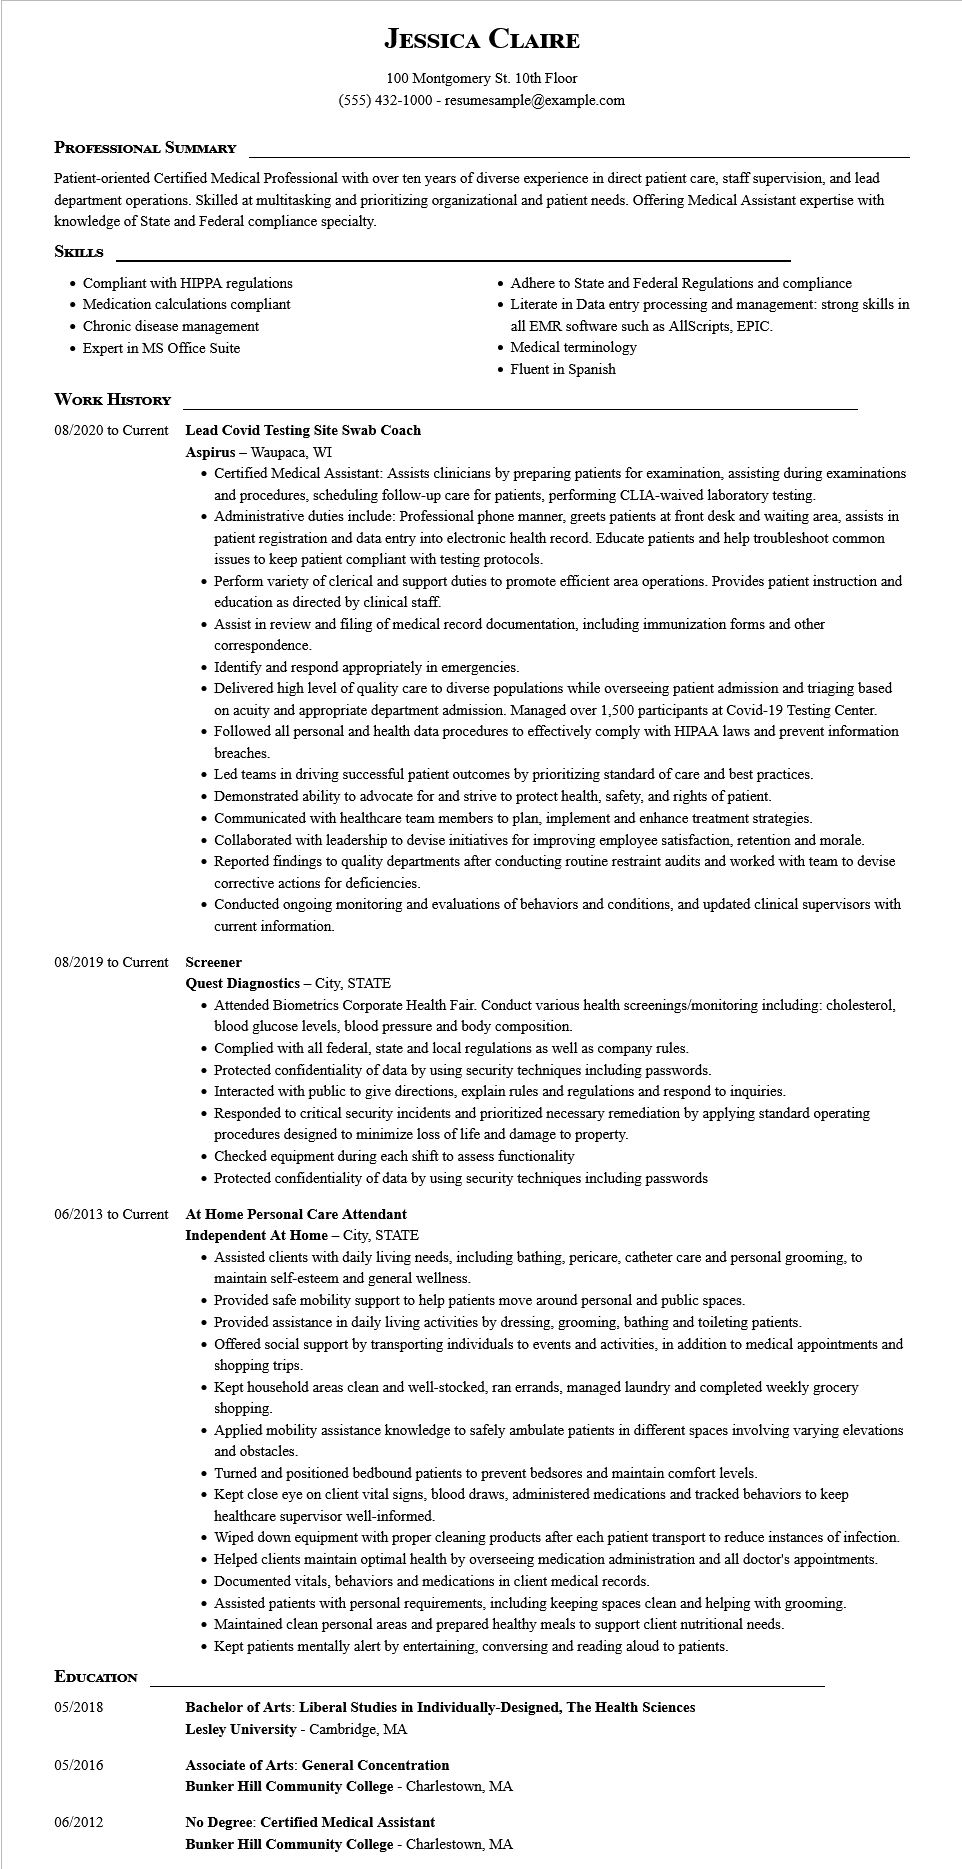 Jessica Claire
100 Montgomery St. 10th Floor
(555) 432-1000 - resumesample@example.com
Professional Summary
Patient-oriented Certified Medical Professional with over ten years of diverse experience in direct patient care, staff supervision, and lead
department operations. Skilled at multitasking and prioritizing organizational and patient needs. Offering Medical Assistant expertise with
knowledge of State and Federal compliance specialty.
Skills
• Compliant with HIPPA regulations
• Medication calculations compliant
• Chronic disease management
• Expert in MS Office Suite
• Adhere to State and Federal Regulations and compliance
• Literate in Data entry processing and management: strong skills in
all EMR software such as AllScripts, EPIC.
• Medical terminology
• Fluent in Spanish
Work History
08/2020 to Current Lead Covid Testing Site Swab Coach
Aspirus – Waupaca, WI
• Certified Medical Assistant: Assists clinicians by preparing patients for examination, assisting during examinations
and procedures, scheduling follow-up care for patients, performing CLIA-waived laboratory testing.
• Administrative duties include: Professional phone manner, greets patients at front desk and waiting area, assists in
patient registration and data entry into electronic health record. Educate patients and help troubleshoot common
issues to keep patient compliant with testing protocols.
• Perform variety of clerical and support duties to promote efficient area operations. Provides patient instruction and
education as directed by clinical staff.
• Assist in review and filing of medical record documentation, including immunization forms and other
correspondence.
• Identify and respond appropriately in emergencies.
• Delivered high level of quality care to diverse populations while overseeing patient admission and triaging based
on acuity and appropriate department admission. Managed over 1,500 participants at Covid-19 Testing Center.
• Followed all personal and health data procedures to effectively comply with HIPAA laws and prevent information
breaches.
• Led teams in driving successful patient outcomes by prioritizing standard of care and best practices.
• Demonstrated ability to advocate for and strive to protect health, safety, and rights of patient.
• Communicated with healthcare team members to plan, implement and enhance treatment strategies.
• Collaborated with leadership to devise initiatives for improving employee satisfaction, retention and morale.
• Reported findings to quality departments after conducting routine restraint audits and worked with team to devise
corrective actions for deficiencies.
• Conducted ongoing monitoring and evaluations of behaviors and conditions, and updated clinical supervisors with
current information.
08/2019 to Current Screener
Quest Diagnostics – City, STATE
• Attended Biometrics Corporate Health Fair. Conduct various health screenings/monitoring including: cholesterol,
blood glucose levels, blood pressure and body composition.
• Complied with all federal, state and local regulations as well as company rules.
• Protected confidentiality of data by using security techniques including passwords.
• Interacted with public to give directions, explain rules and regulations and respond to inquiries.
• Responded to critical security incidents and prioritized necessary remediation by applying standard operating
procedures designed to minimize loss of life and damage to property.
• Checked equipment during each shift to assess functionality
• Protected confidentiality of data by using security techniques including passwords
06/2013 to Current At Home Personal Care Attendant
Independent At Home – City, STATE
• Assisted clients with daily living needs, including bathing, pericare, catheter care and personal grooming, to
maintain self-esteem and general wellness.
• Provided safe mobility support to help patients move around personal and public spaces.
• Provided assistance in daily living activities by dressing, grooming, bathing and toileting patients.
• Offered social support by transporting individuals to events and activities, in addition to medical appointments and
shopping trips.
• Kept household areas clean and well-stocked, ran errands, managed laundry and completed weekly grocery
shopping.
• Applied mobility assistance knowledge to safely ambulate patients in different spaces involving varying elevations
and obstacles.
• Turned and positioned bedbound patients to prevent bedsores and maintain comfort levels.
• Kept close eye on client vital signs, blood draws, administered medications and tracked behaviors to keep
healthcare supervisor well-informed.
• Wiped down equipment with proper cleaning products after each patient transport to reduce instances of infection.
• Helped clients maintain optimal health by overseeing medication administration and all doctor's appointments.
• Documented vitals, behaviors and medications in client medical records.
• Assisted patients with personal requirements, including keeping spaces clean and helping with grooming.
• Maintained clean personal areas and prepared healthy meals to support client nutritional needs.
• Kept patients mentally alert by entertaining, conversing and reading aloud to patients.
Education
05/2018 Bachelor of Arts: Liberal Studies in Individually-Designed, The Health Sciences
Lesley University - Cambridge, MA
05/2016 Associate of Arts: General Concentration
Bunker Hill Community College - Charlestown, MA
06/2012 No Degree: Certified Medical Assistant
Bunker Hill Community College - Charlestown, MA